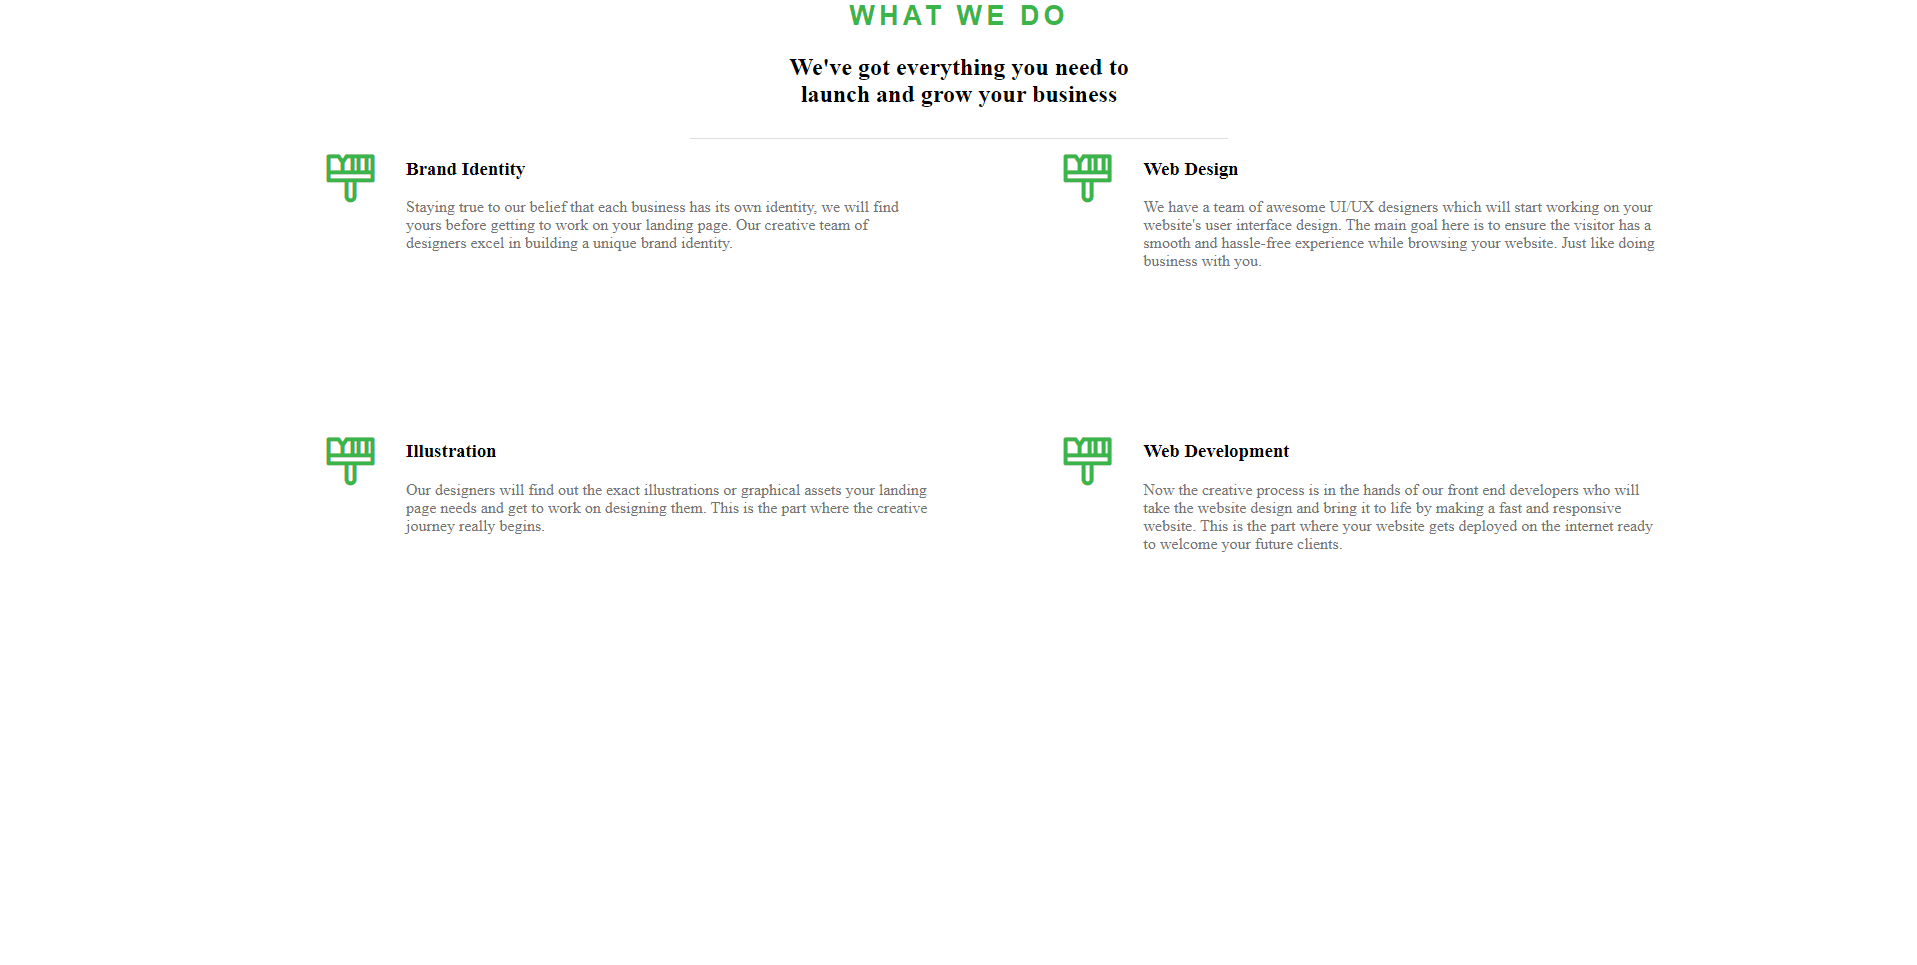 WHAT WE DO
We've got everything you need to
launch and grow your business
Brand Identity
Staying true to our belief that each business has its own identity, we will find
yours before getting to work on your landing page. Our creative team of
designers excel in building a unique brand identity.
Web Design
We have a team of awesome UI/UX designers which will start working on your
website's user interface design. The main goal here is to ensure the visitor has a
smooth and hassle-free experience while browsing your website. Just like doing
business with you.
Illustration
Our designers will find out the exact illustrations or graphical assets your landing
page needs and get to work on designing them. This is the part where the creative
journey really begins.
Web Development
Now the creative process is in the hands of our front end developers who will
take the website design and bring it to life by making a fast and responsive
website. This is the part where your website gets deployed on the internet ready
to welcome your future clients.